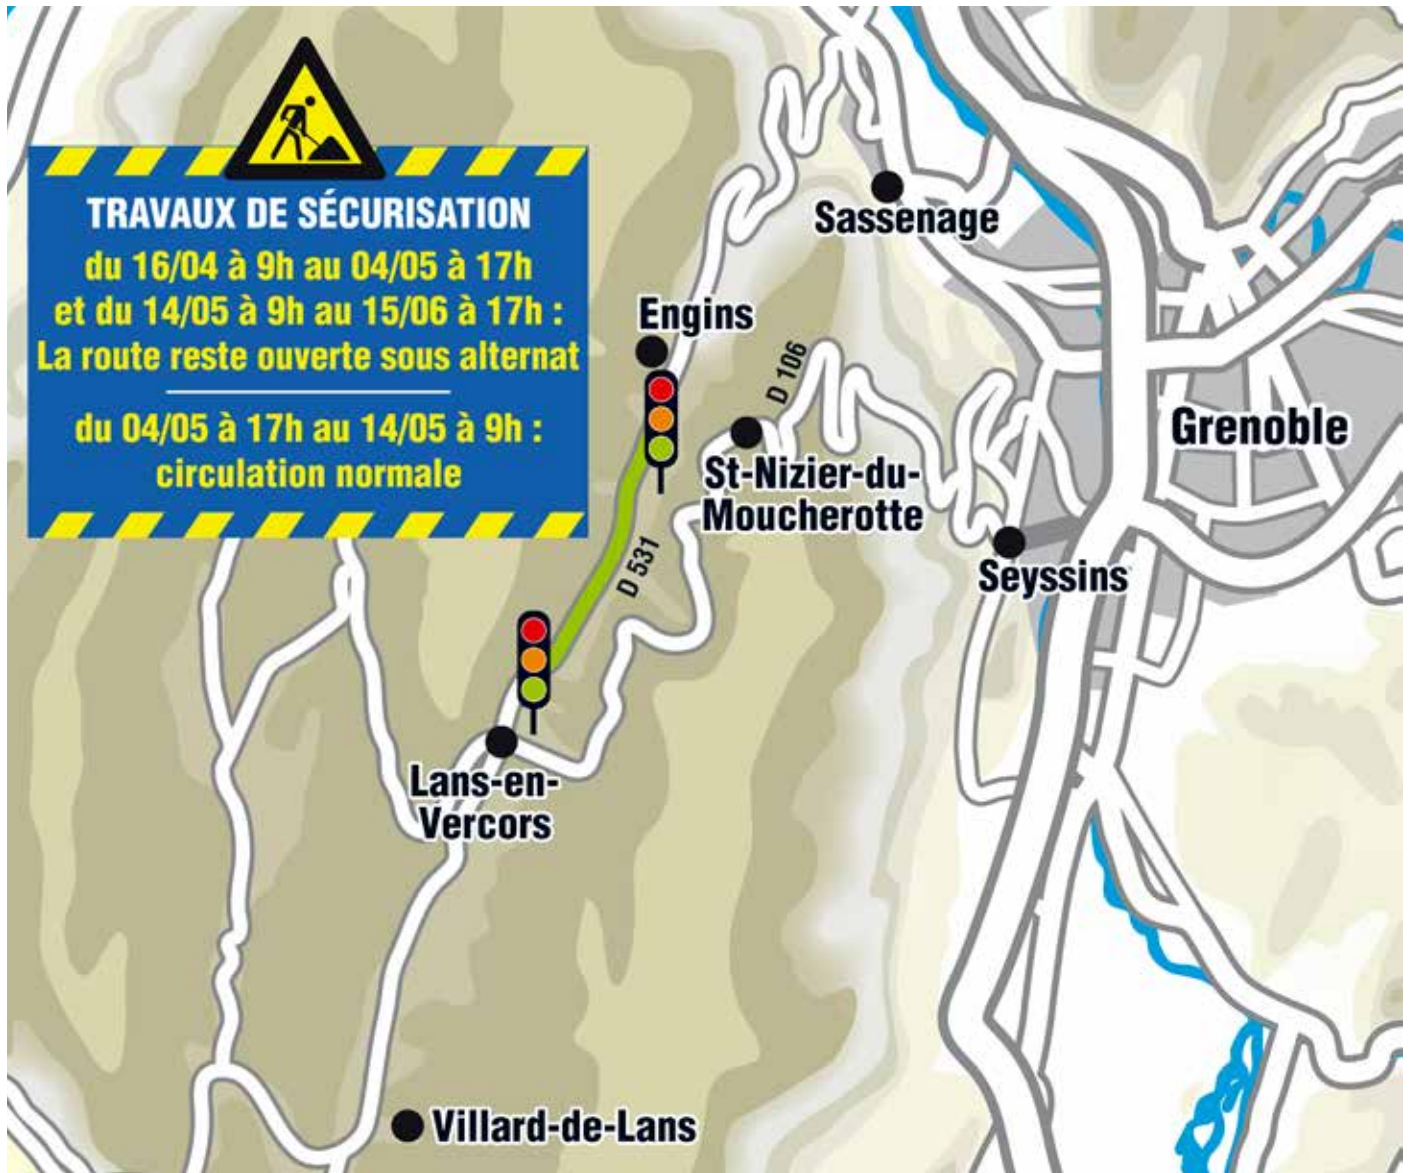 TRAVAUX DE SÉCURISATION
du 16/04 à 9h au 04/05 à 17h
et du 14/05 à 9h au 15/06 à 17h :
La route reste ouverte sous alternat
du 04/05 à 17h au 14/05 à 9h :
circulation normale
Sassenage
Engins
D 106
Grenoble
St-Nizier-du-
Moucherotte
D 531
Seyssins
Lans-en-
Vercors
Villard-de-Lans